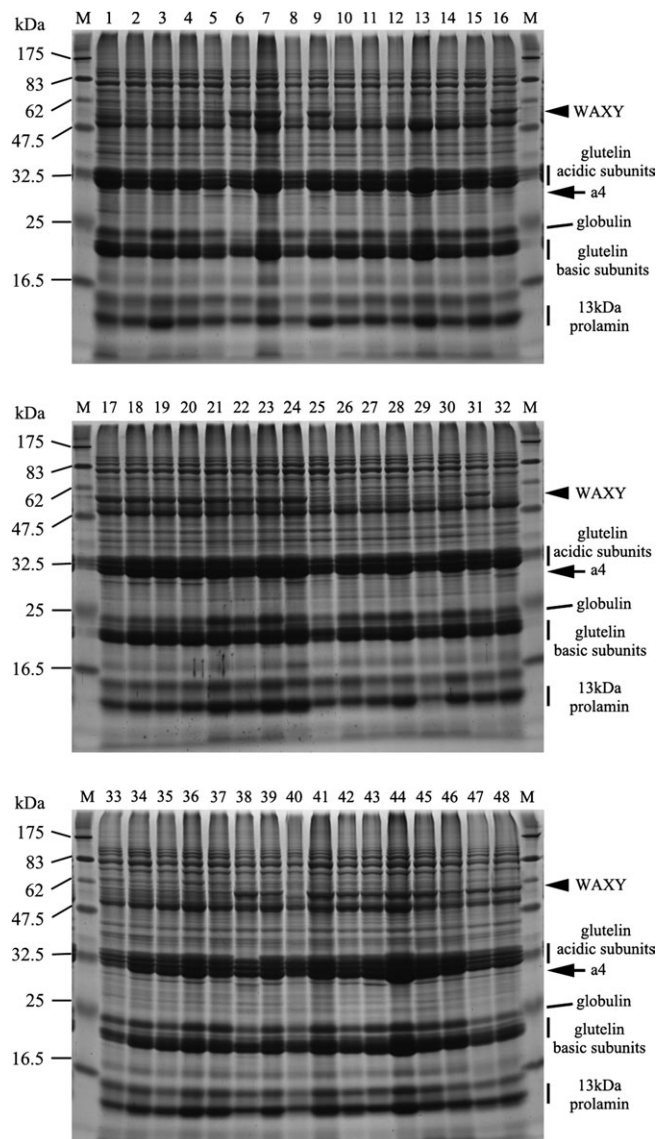 kDa M 1 2 3 4 5 6 7 8 9 10 11 12 13 14 15 16 M
175
83
62
WAXY
47.5
glutelin
acidic subunits
32.5
a4
25
globulin
glutelin
basic subunits
16.5
13kDa
prolamin
kDa M 17 18 19 20 21 22 23 24 25 26 27 28 29 30 31 32 M
175
83
62
WAXY
47.5
glutelin
acidic subunits
32.5
a4
25
globulin
glutelin
basic subunits
16.5
13kDa
prolamin
kDa M 33 34 35 36 37 38 39 40 41 42 43 44 45 46 47 48 M
175
83
62
WAXY
47.5
glutelin
acidic subunits
32.5
a4
25
globulin
glutelin
basic subunits
16.5
13kDa
prolamin